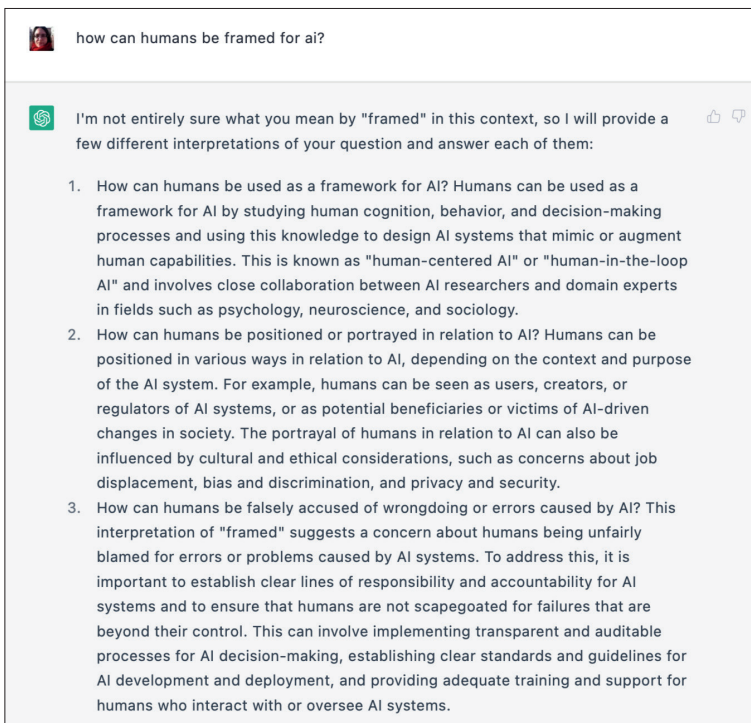 how can humans be framed for ai?
I'm not entirely sure what you mean by "framed" in this context, so I will provide a
few different interpretations of your question and answer each of them:
1. How can humans be used as a framework for AI? Humans can be used as a
framework for AI by studying human cognition, behavior, and decision-making
processes and using this knowledge to design AI systems that mimic or augment
human capabilities. This is known as "human-centered AI" or "human-in-the-loop
AI" and involves close collaboration between AI researchers and domain experts
in fields such as psychology, neuroscience, and sociology.
2. How can humans be positioned or portrayed in relation to AI? Humans can be
positioned in various ways in relation to AI, depending on the context and purpose
of the AI system. For example, humans can be seen as users, creators, or
regulators of AI systems, or as potential beneficiaries or victims of AI-driven
changes in society. The portrayal of humans in relation to AI can also be
influenced by cultural and ethical considerations, such as concerns about job
displacement, bias and discrimination, and privacy and security.
3. How can humans be falsely accused of wrongdoing or errors caused by AI? This
interpretation of "framed" suggests a concern about humans being unfairly
blamed for errors or problems caused by AI systems. To address this, it is
important to establish clear lines of responsibility and accountability for AI
systems and to ensure that humans are not scapegoated for failures that are
beyond their control. This can involve implementing transparent and auditable
processes for AI decision-making, establishing clear standards and guidelines for
AI development and deployment, and providing adequate training and support for
humans who interact with or oversee AI systems.